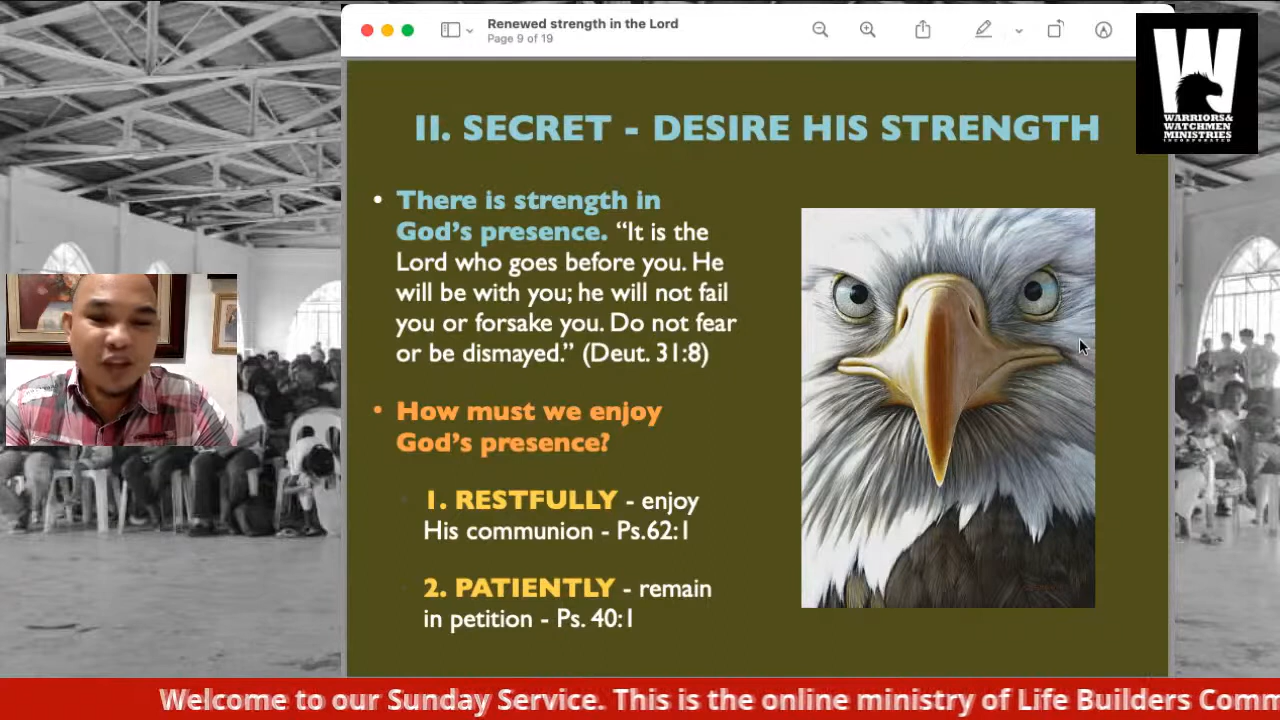 Renewed strength in the Lord
Page 9 of 19
WARRIORS&
WATCHMEN
MINISTRIES
INCORPORATED
II. SECRET - DESIRE HIS STRENGTH
• There is strength in
God's presence. “It is the
Lord who goes before you. He
will be with you; he will not fail
you or forsake you. Do not fear
or be dismayed.” (Deut. 31:8)
• How must we enjoy
God's presence?
1. RESTFULLY - enjoy
His communion - Ps.62:1
2. PATIENTLY - remain
in petition - Ps. 40:1
Welcome to our Sunday Service. This is the online ministry of Life Builders Comm